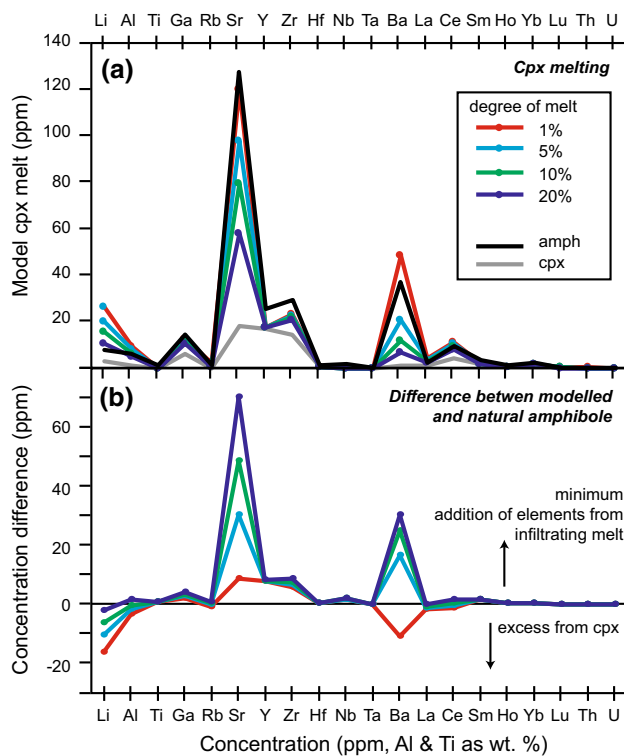 Li Al Ti Ga Rb Sr Y Zr Hf Nb Ta Ba La Ce Sm Ho Yb Lu Th U
140
120
100
80
60
40
20
Model cpx melt (ppm)
(a)
Cpx melting
degree of melt
1%
5%
10%
20%
amph
cpx
(b)
Difference betwen modelled
and natural amphibole
60
40
20
0
-20
Concentration difference (ppm)
minimum
addition of elements from
infiltrating melt
excess from cpx
Li Al Ti Ga Rb Sr Y Zr Hf Nb Ta Ba La Ce Sm Ho Yb Lu Th U
Concentration (ppm, Al & Ti as wt. %)